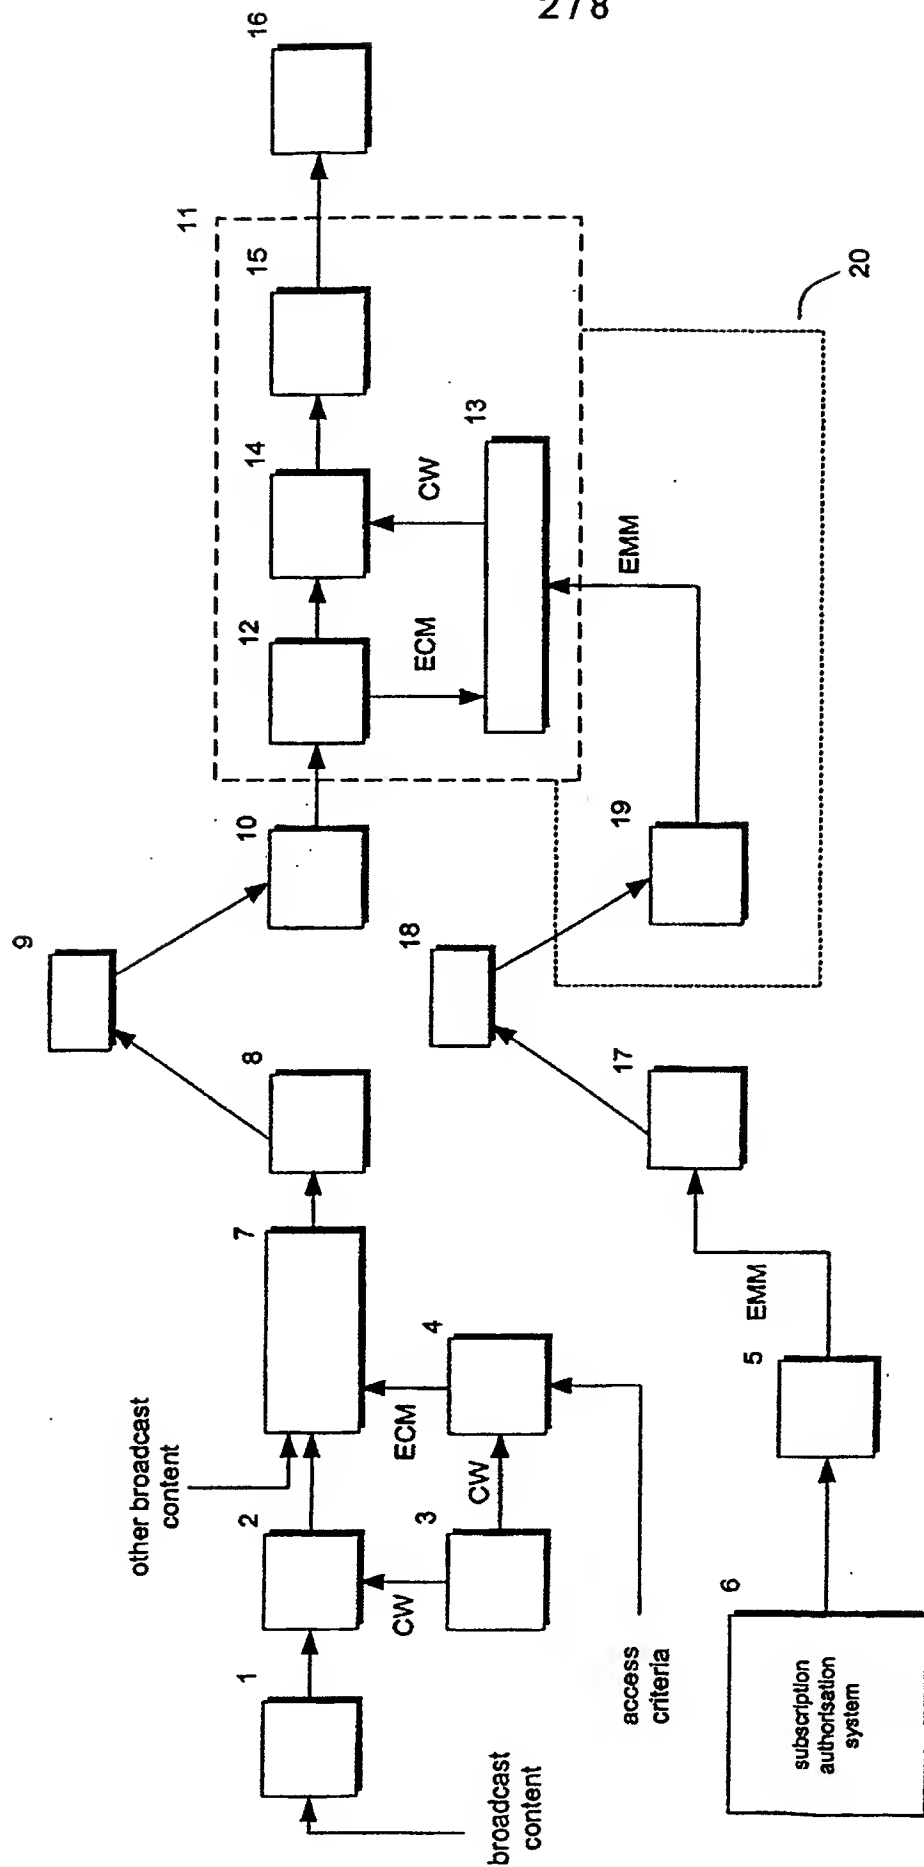 2/8
16
11
15
20
14
13
CW
12
ECM
EMM
10
19
9
18
8
17
7
EMM
4
5
ECM
other broadcast
content
2
CW
3
6
CW
1
access
criteria
subscription
authorisation
system
broadcast
content